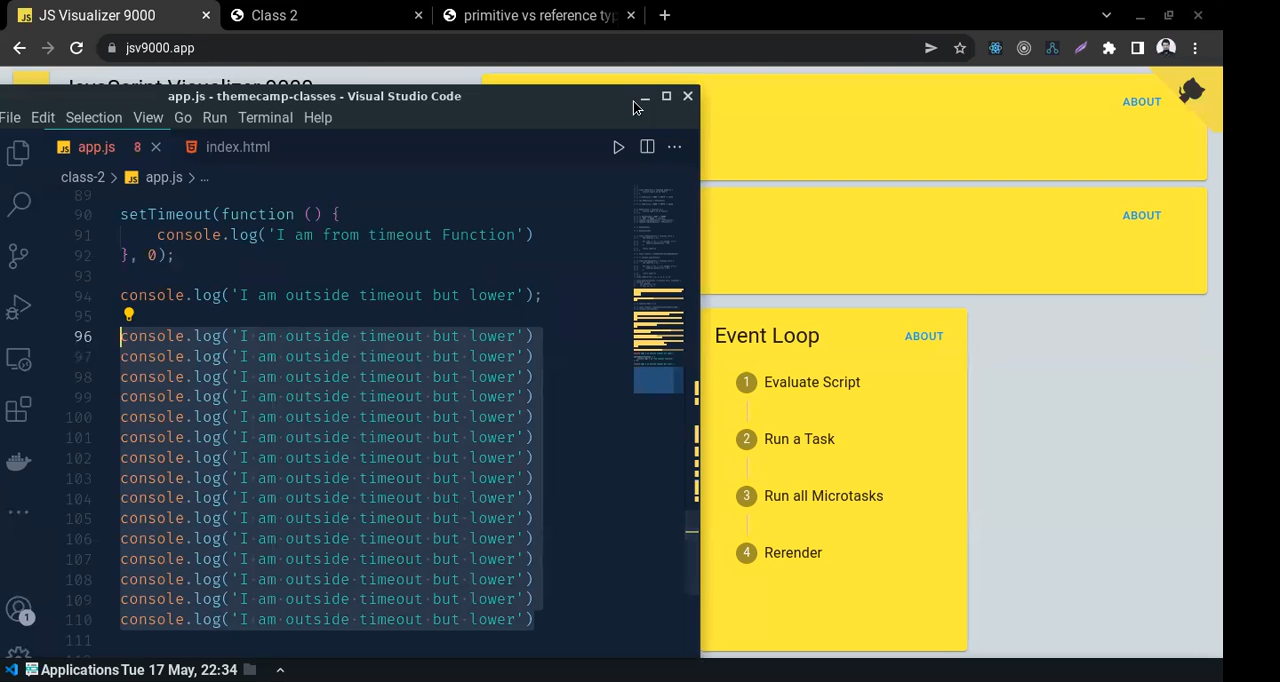 JS Visualizer 9000
Class 2
primitive vs reference typ
jsv9000.app
app.js - themecamp-classes - Visual Studio Code
File Edit Selection View Go Run Terminal Help
app.js 8
index.html
class-2 > app.js > ...
89
90 setTimeout(function () {
91 console.log('I am from timeout Function')
92 }, 0);
93
94 console.log('I am outside timeout but lower');
95
96 console.log('I am outside timeout but lower')
97 console.log('I am outside timeout but lower')
98 console.log('I am outside timeout but lower')
99 console.log('I am outside timeout but lower')
100 console.log('I am outside timeout but lower')
101 console.log('I am outside timeout but lower')
102 console.log('I am outside timeout but lower')
103 console.log('I am outside timeout but lower')
104 console.log('I am outside timeout but lower')
105 console.log('I am outside timeout but lower')
106 console.log('I am outside timeout but lower')
107 console.log('I am outside timeout but lower')
108 console.log('I am outside timeout but lower')
109 console.log('I am outside timeout but lower')
110 console.log('I am outside timeout but lower')
111
1
ABOUT
ABOUT
Event Loop ABOUT
1 Evaluate Script
2 Run a Task
3 Run all Microtasks
4 Rerender
Applications Tue 17 May, 22:34